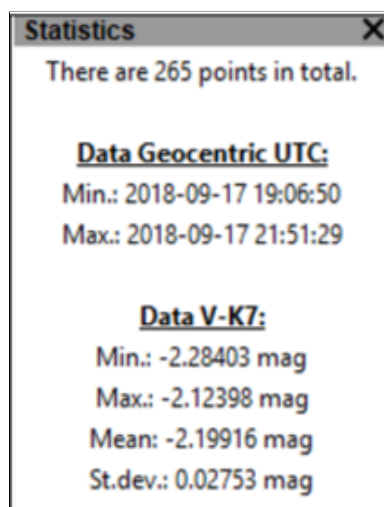 Statistics
There are 265 points in total.
Data Geocentric UTC:
Min.: 2018-09-17 19:06:50
Max.: 2018-09-17 21:51:29
Data V-K7:
Min.: -2.28403 mag
Max.: -2.12398 mag
Mean: -2.19916 mag
St.dev.: 0.02753 mag